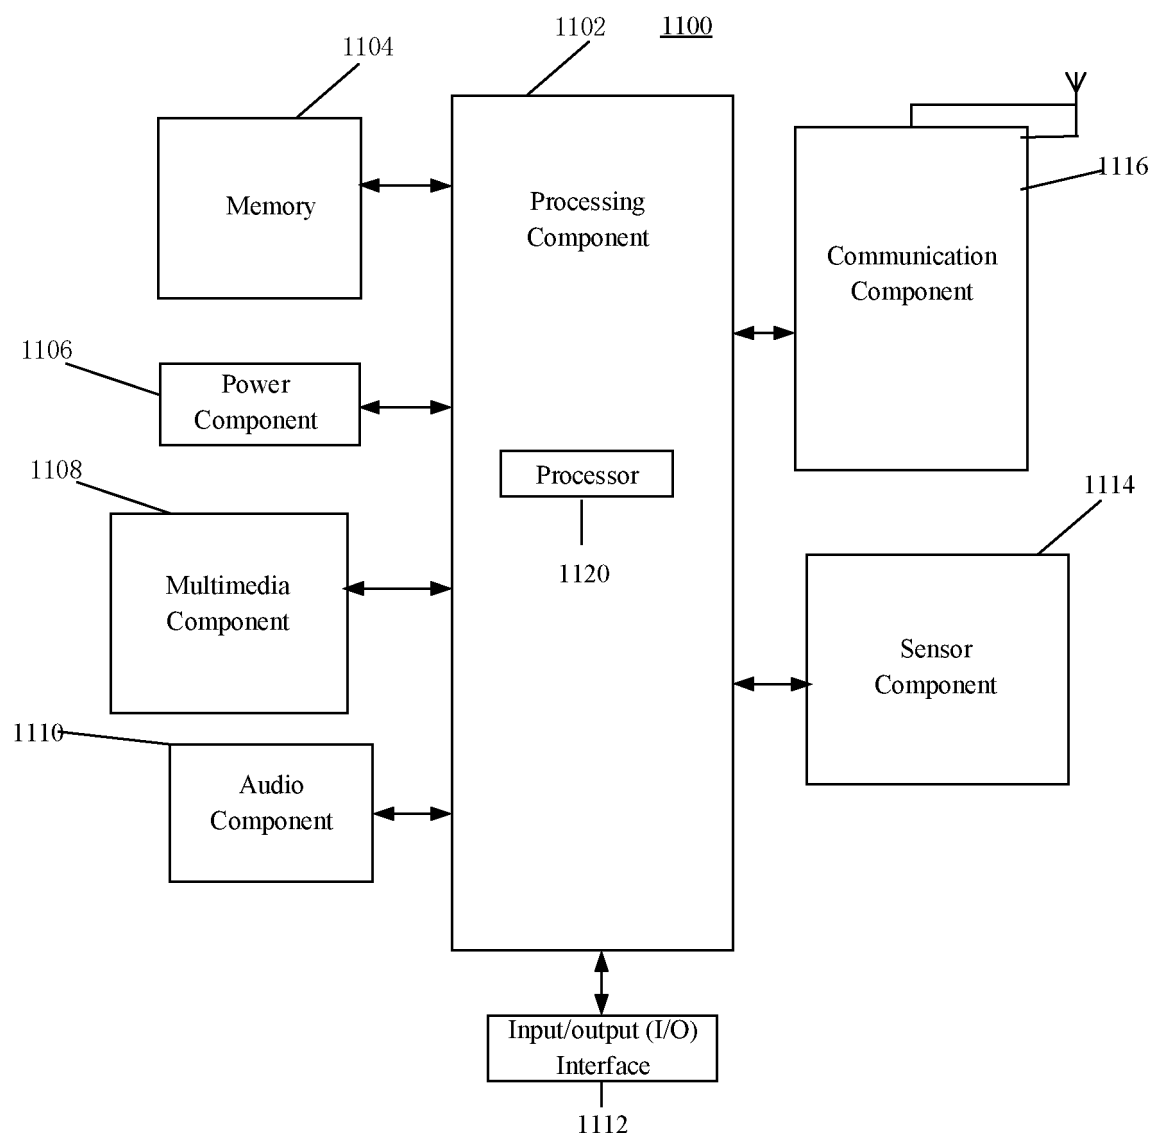 1102
1100
1104
Memory
Processing
Component
1116
Communication
Component
1106
Power
Component
1108
Processor
1114
1120
Multimedia
Component
Sensor
Component
1110
Audio
Component
Input/output (I/O)
Interface
1112